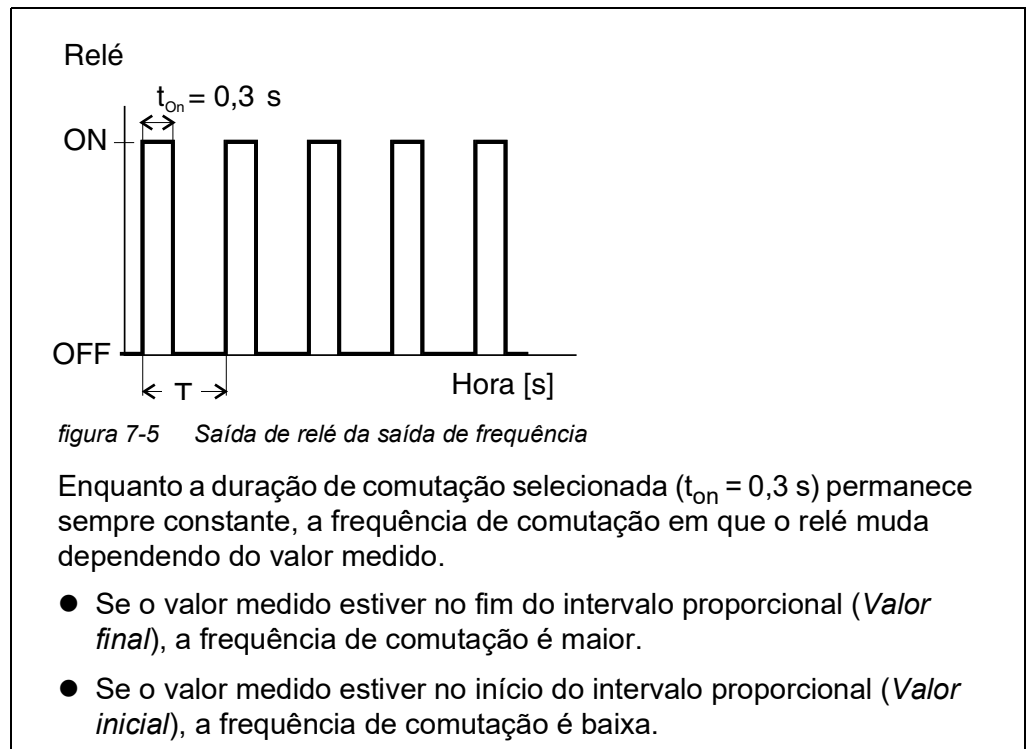 Relé
tOn = 0,3 s
ON
OFF
T
Hora [s]
figura 7-5 Saída de relé da saída de frequência
Enquanto a duração de comutação selecionada (ton = 0,3 s) permanece
sempre constante, a frequência de comutação em que o relé muda
dependendo do valor medido.
● Se o valor medido estiver no fim do intervalo proporcional (Valor
final), a frequência de comutação é maior.
● Se o valor medido estiver no início do intervalo proporcional (Valor
inicial), a frequência de comutação é baixa.